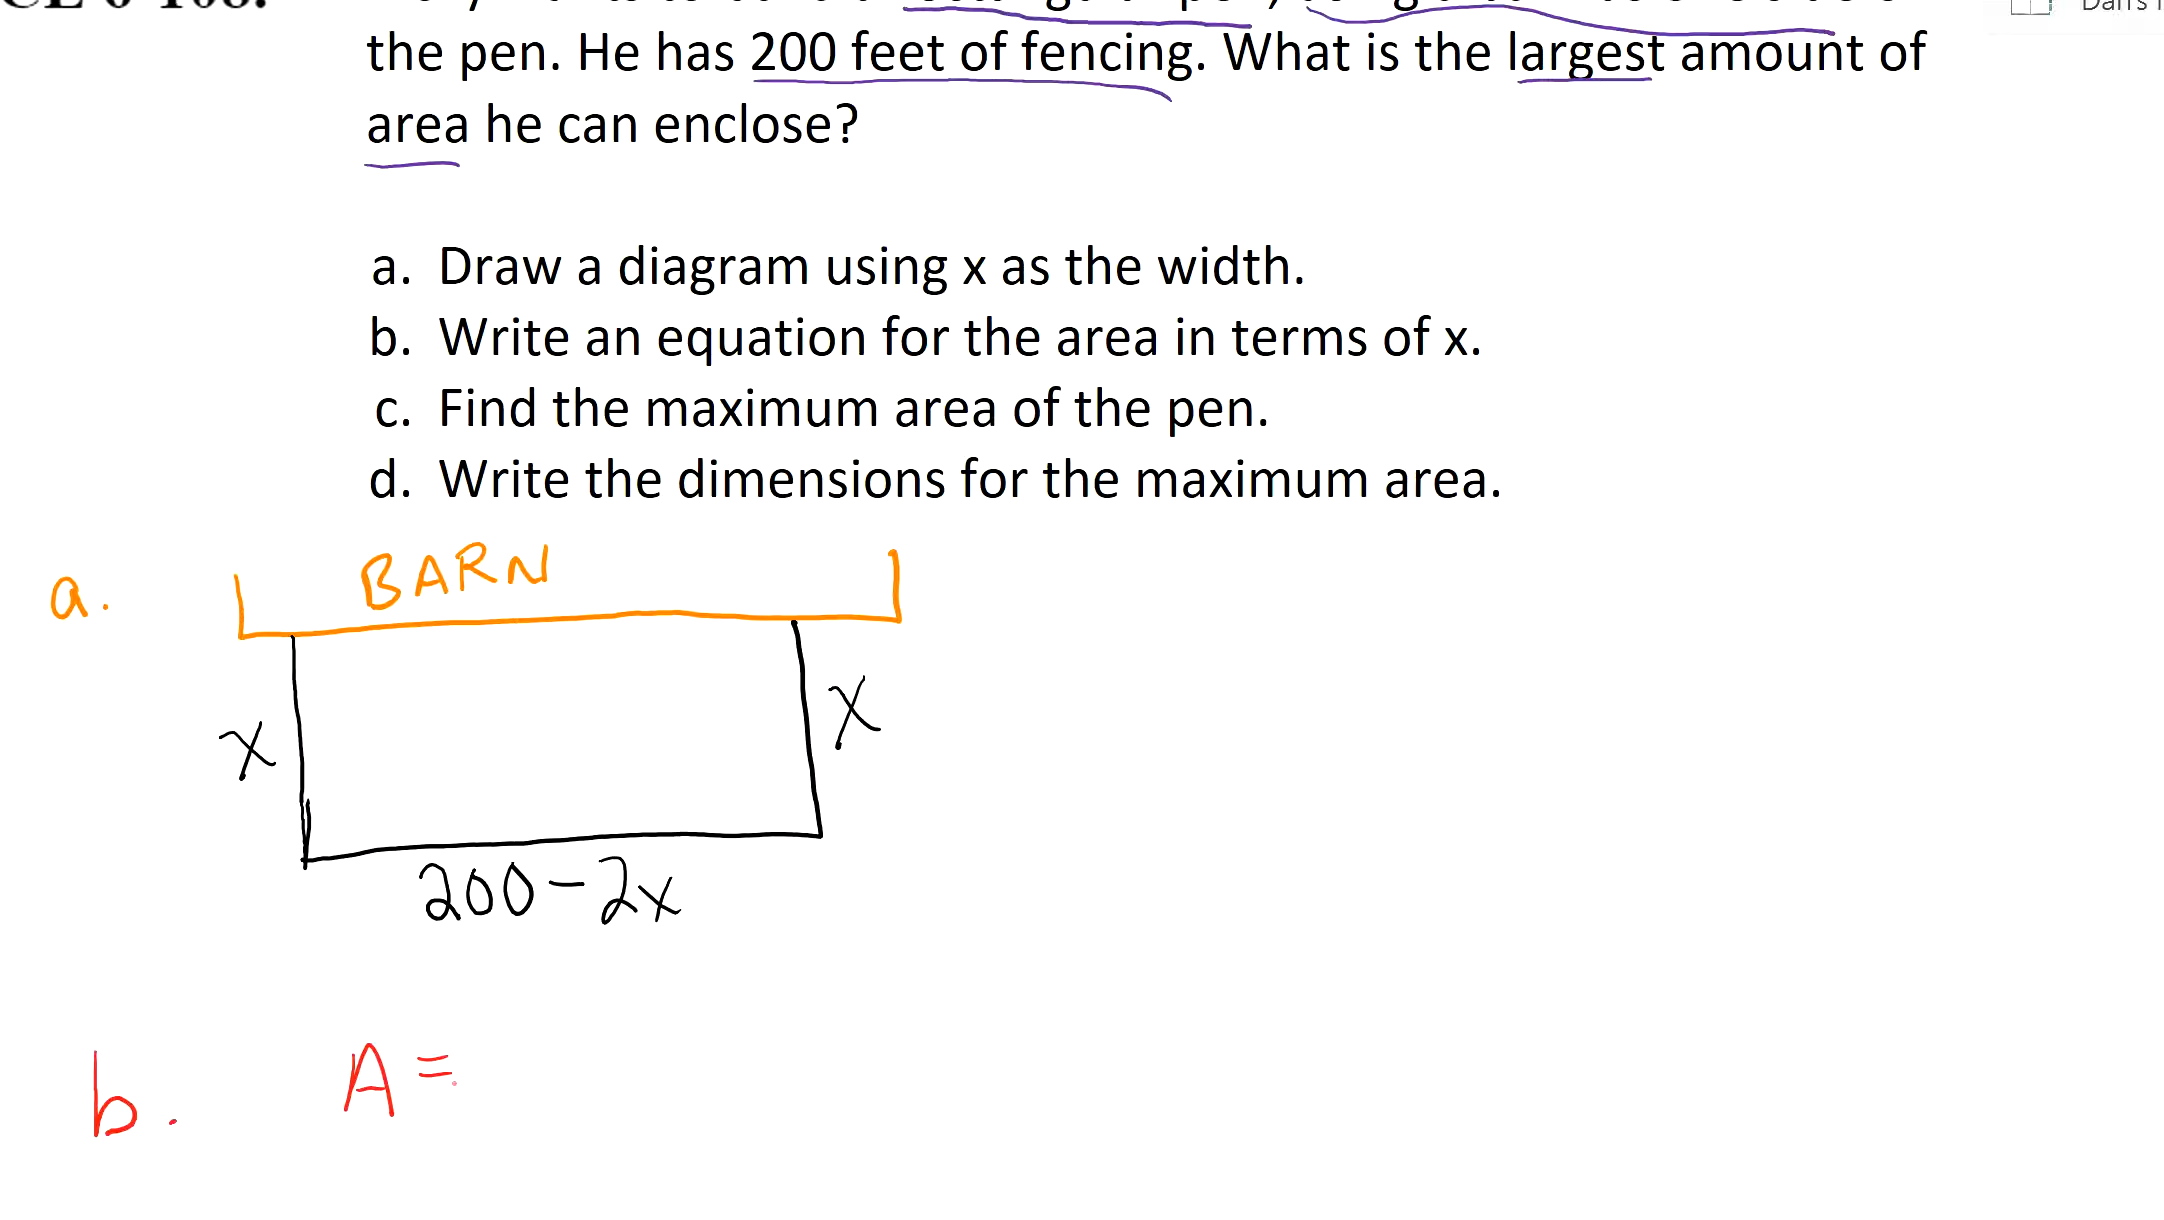 the pen. He has 200 feet of fencing. What is the largest amount of
area he can enclose?
a. Draw a diagram using x as the width.
b. Write an equation for the area in terms of x.
c. Find the maximum area of the pen.
d. Write the dimensions for the maximum area.
a.
BARN
x
x
200-2x
b. A=